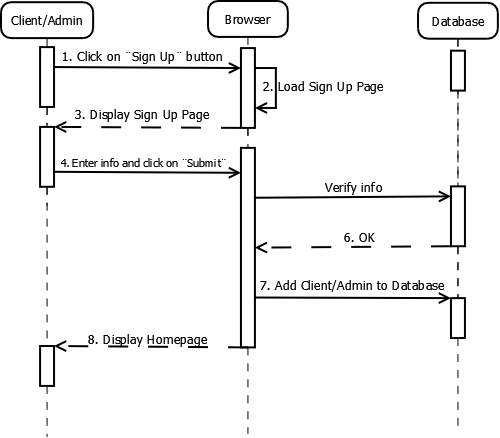 Client/Admin
Browser
Database
1. Click on ¨Sign Up¨ button
2. Load Sign Up Page
3. Display Sign Up Page
4. Enter info and click on ¨Submit¨
Verify info
6. OK
7. Add Client/Admin to Database
8. Display Homepage